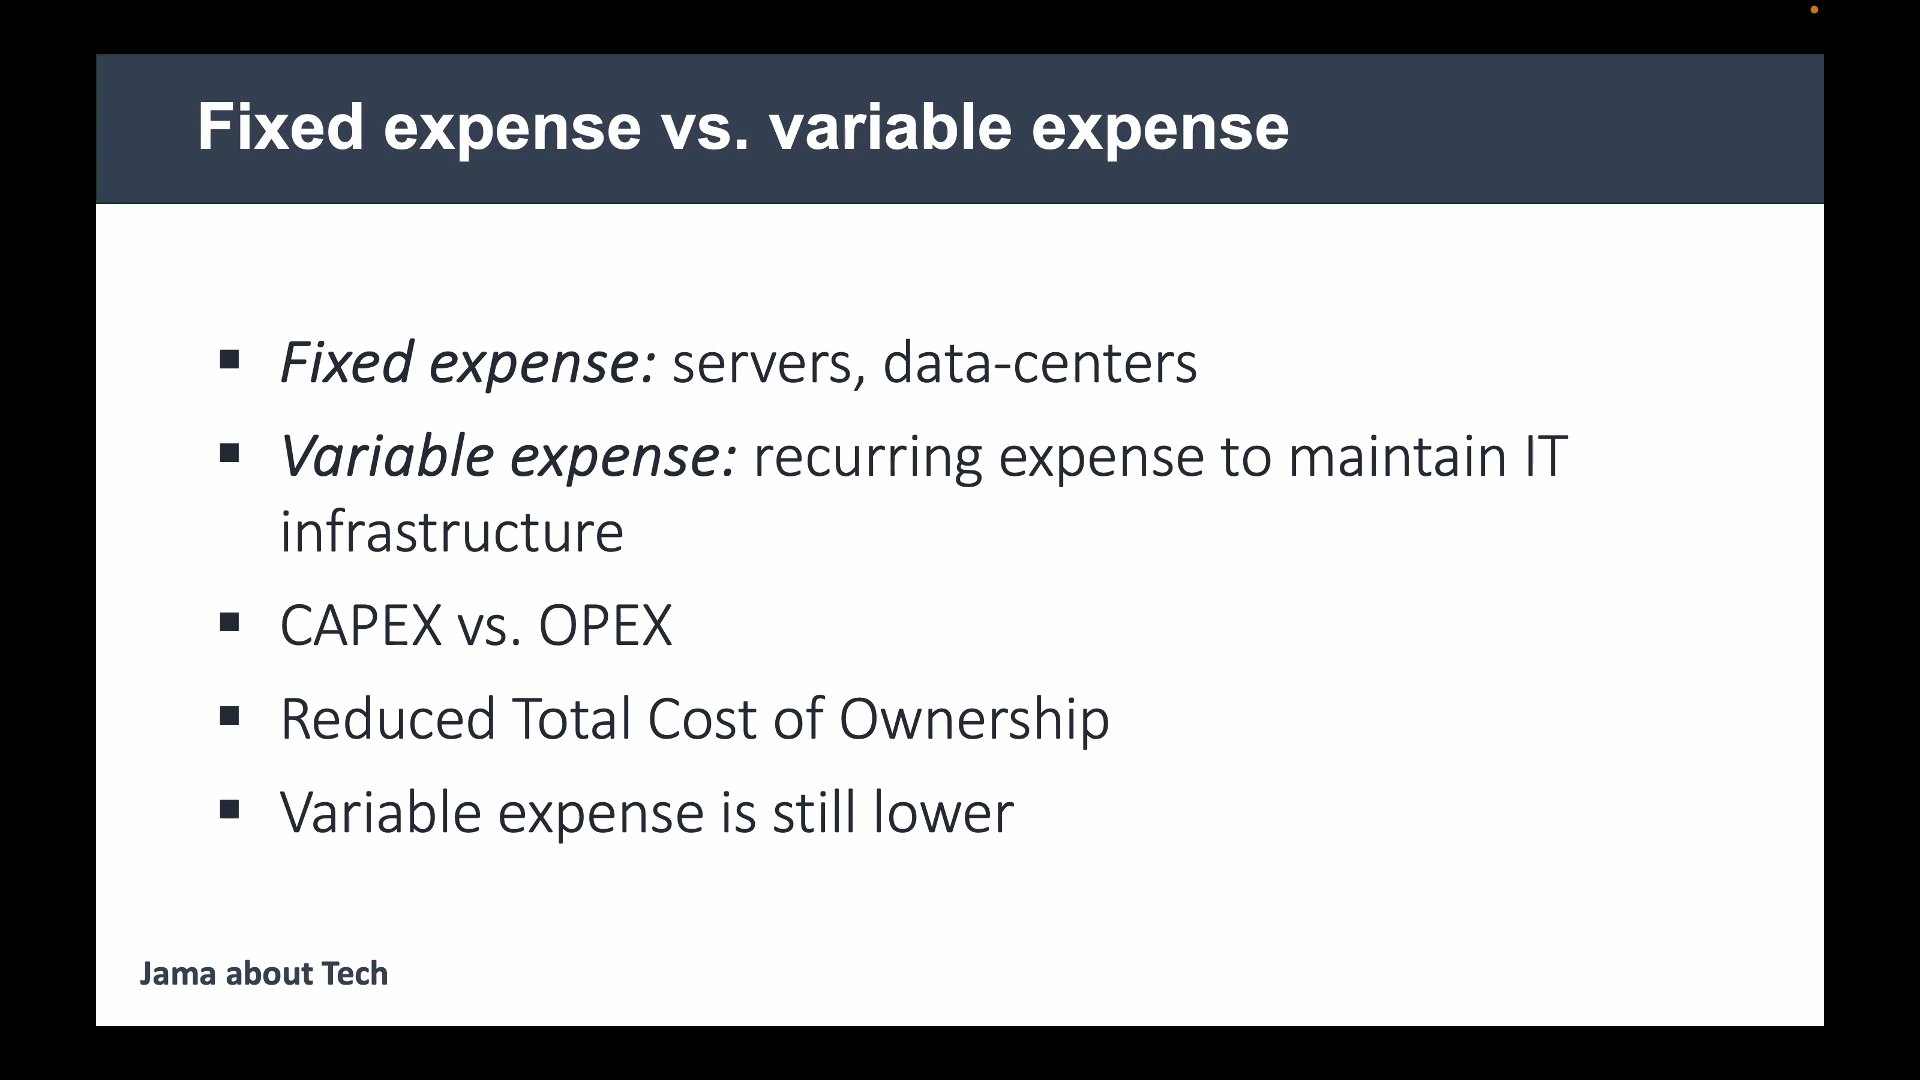 Fixed expense vs. variable expense
Fixed expense: servers, data-centers
Variable expense: recurring expense to maintain IT
infrastructure
CAPEX vs. OPEX
Reduced Total Cost of Ownership
Variable expense is still lower
Jama about Tech